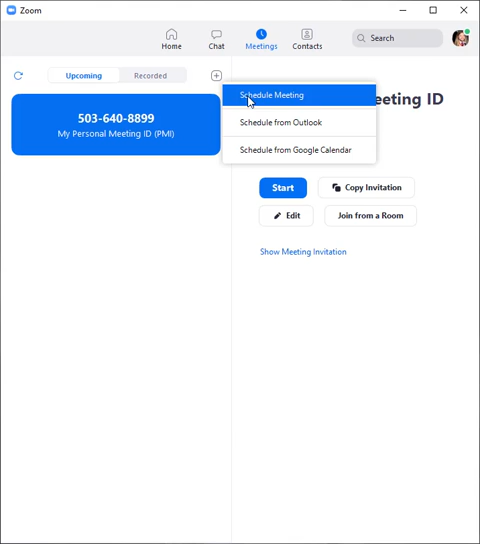 Zoom
Home
Chat
Meetings
Contacts
Search
Upcoming
Recorded
503-640-8899
My Personal Meeting ID (PMI)
Schedule Meeting
Schedule from Outlook
Schedule from Google Calendar
eeting ID
Start
Copy Invitation
Edit
Join from a Room
Show Meeting Invitation